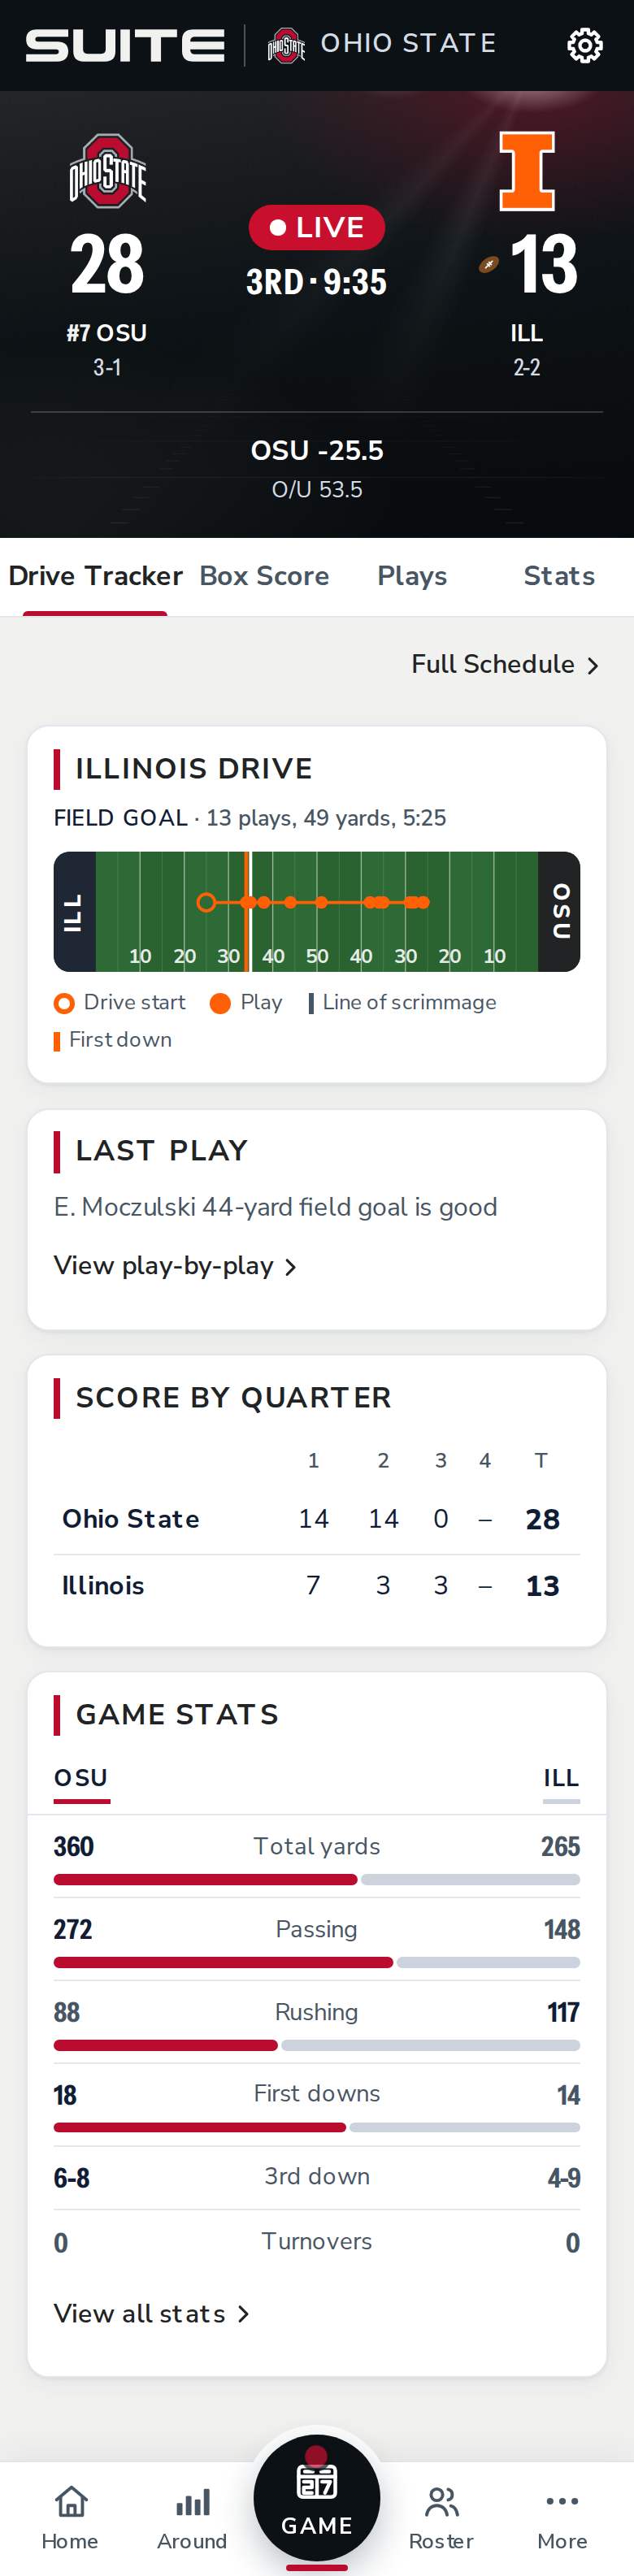 SUITE OHIO STATE
OHIO STATE
I
28 LIVE 13
3RD · 9:35
#7 OSU ILL
3-1 2-2
OSU -25.5
O/U 53.5
Drive Tracker Box Score Plays Stats
Full Schedule
ILLINOIS DRIVE
FIELD GOAL · 13 plays, 49 yards, 5:25
ILL OSU
10 20 30 40 50 40 30 20 10
Drive start Play Line of scrimmage
First down
LAST PLAY
E. Moczulski 44-yard field goal is good
View play-by-play
SCORE BY QUARTER
1 2 3 4 T
Ohio State 14 14 0 – 28
Illinois 7 3 3 – 13
GAME STATS
OSU ILL
360 Total yards 265
272 Passing 148
88 Rushing 117
18 First downs 14
6-8 3rd down 4-9
0 Turnovers 0
View all stats
27
Home Around GAME Roster More